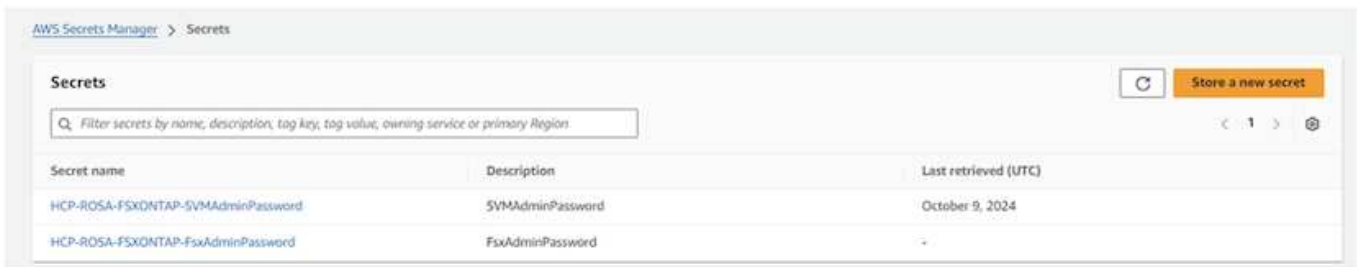 AWS Secrets Manager > Secrets
Secrets
Store a new secret
Filter secrets by name, description, tag key, tag value, owning service or primary Region
< 1 >
Secret name Description Last retrieved (UTC)
HCP-ROSA-FSXONTAP-SVMAdminPassword SVMAdminPassword October 9, 2024
HCP-ROSA-FSXONTAP-FsxAdminPassword FsxAdminPassword -